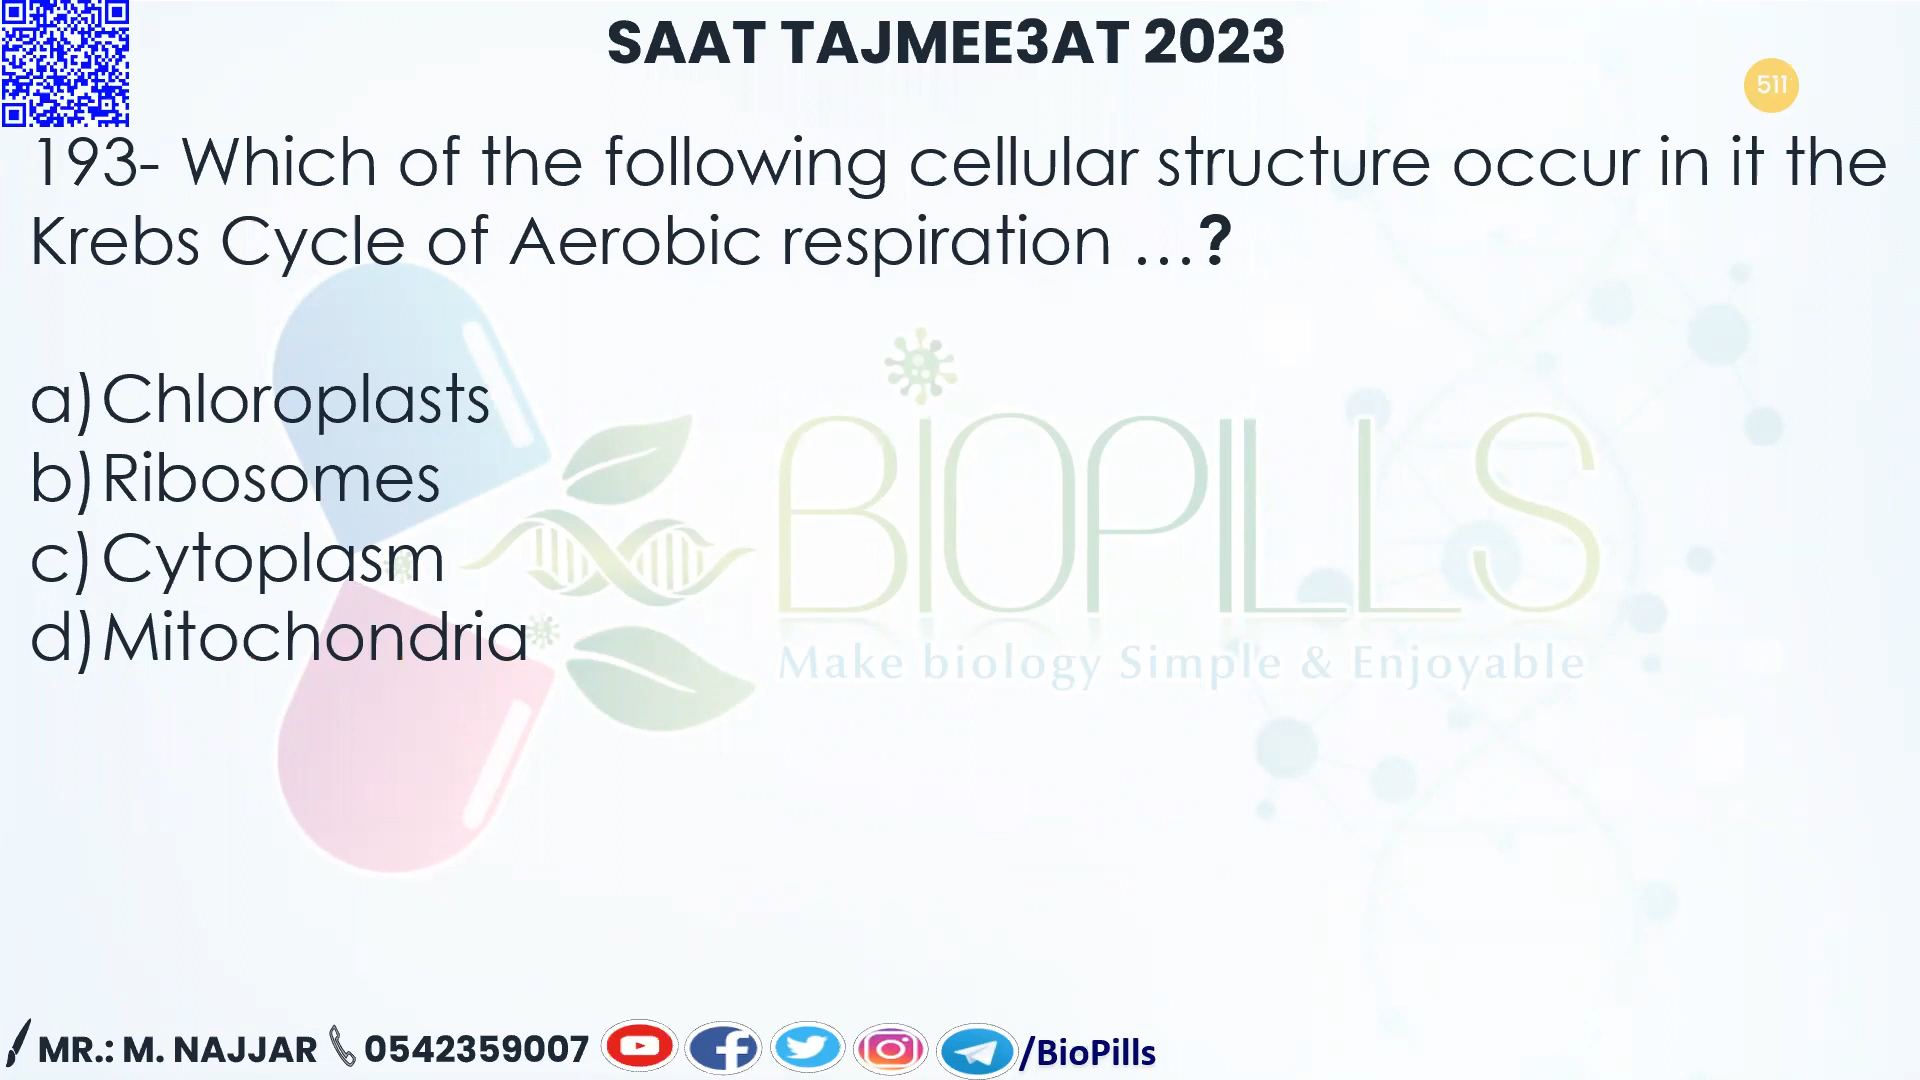 SAAT TAJMEE3AT 2023
511
193- Which of the following cellular structure occur in it the
Krebs Cycle of Aerobic respiration …?
a) Chloroplasts
b) Ribosomes
c) Cytoplasm
d) Mitochondria
BIOPILLS
Make biology Simple & Enjoyable
MR.: M. NAJJAR 0542359007 /BioPills